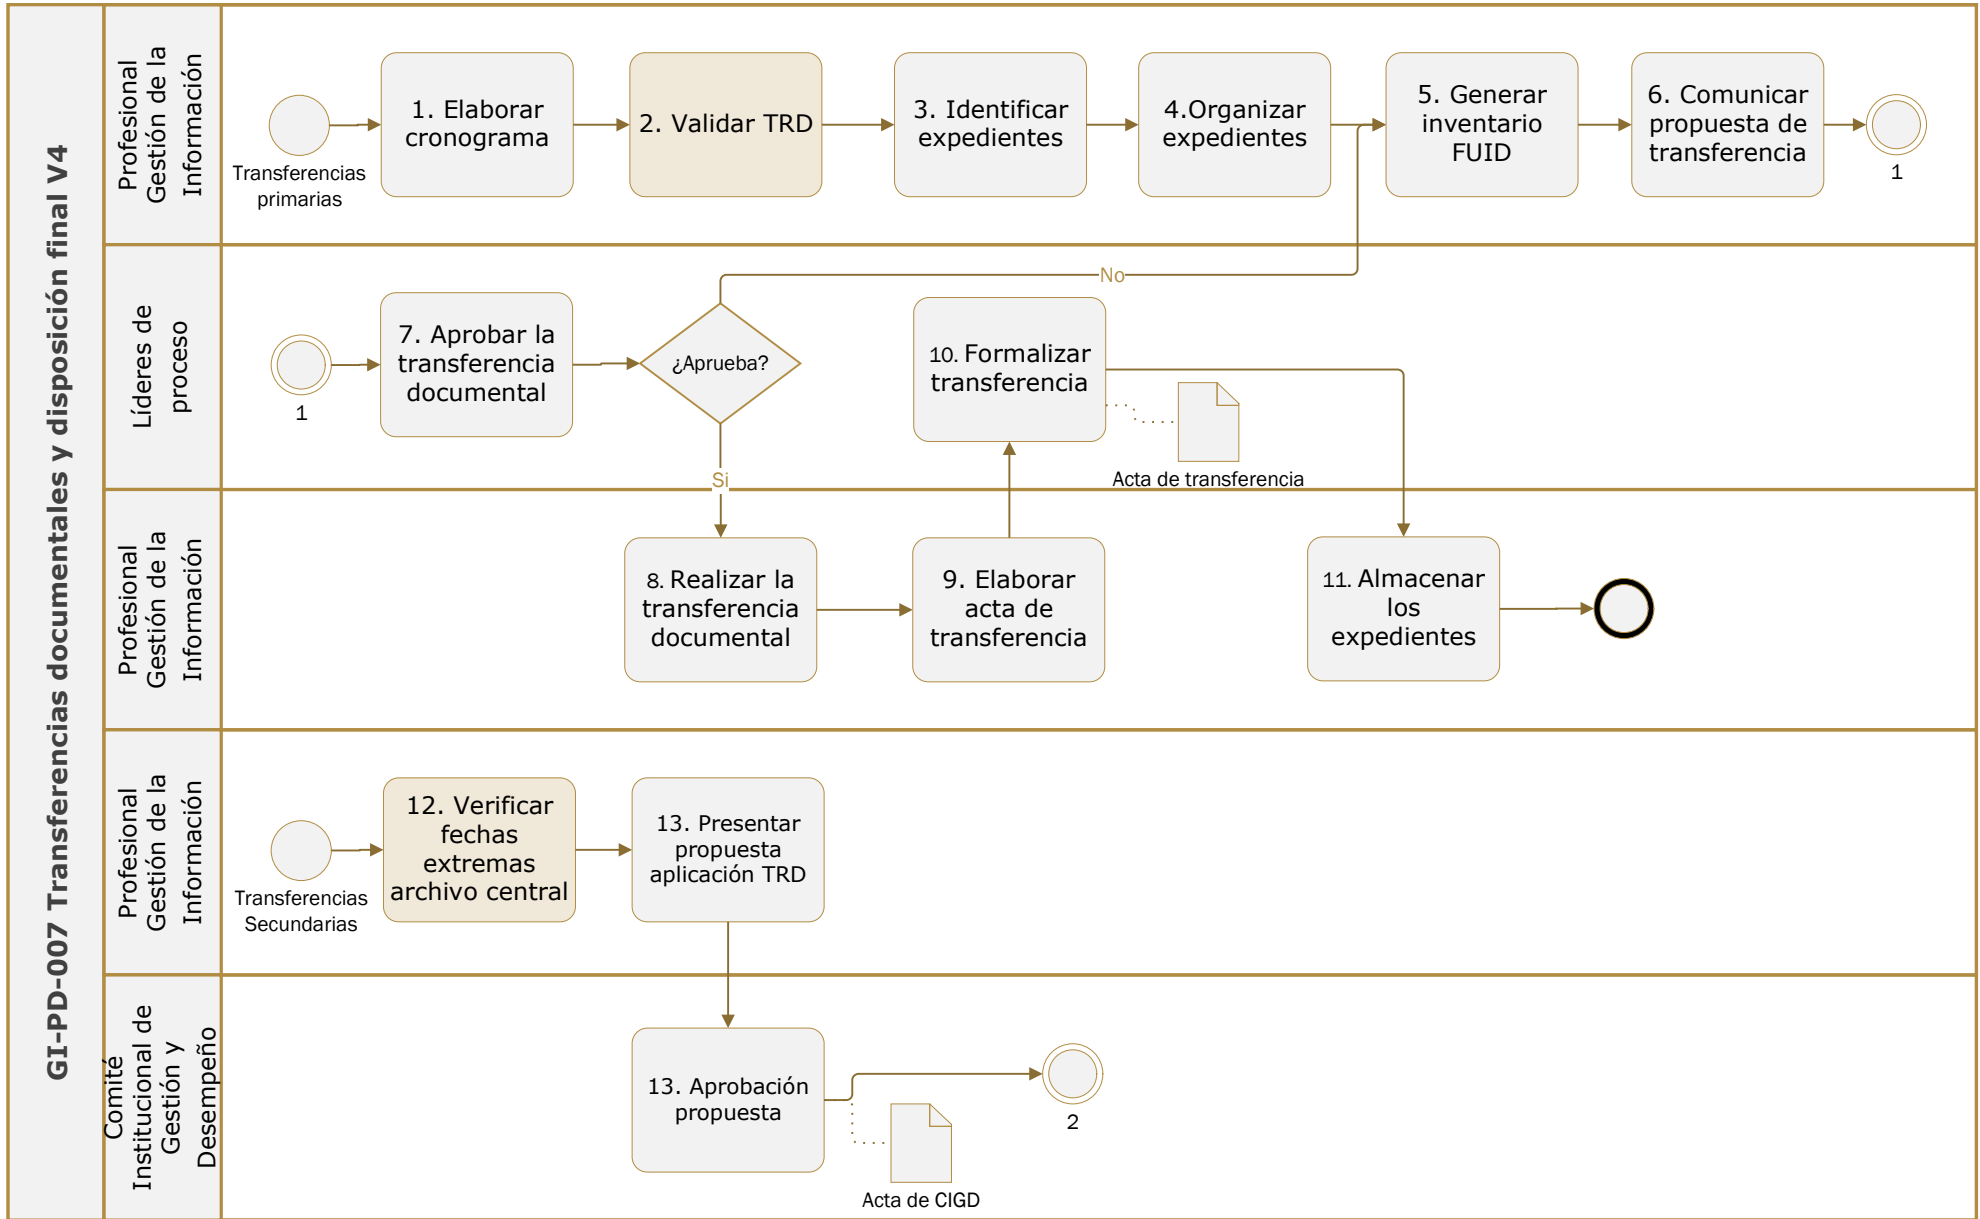 GI-PD-007 Transferencias documentales y disposición final V4
Profesional
Gestión de la
Información
Transferencias
primarias
1. Elaborar
cronograma
2. Validar TRD
3. Identificar
expedientes
4.Organizar
expedientes
5. Generar
inventario
FUID
6. Comunicar
propuesta de
transferencia
1
Líderes de
proceso
1
7. Aprobar la
transferencia
documental
¿Aprueba?
No
Si
10. Formalizar
transferencia
Acta de transferencia
Profesional
Gestión de la
Información
8. Realizar la
transferencia
documental
9. Elaborar
acta de
transferencia
11. Almacenar
los
expedientes
Profesional
Gestión de la
Información
Transferencias
Secundarias
12. Verificar
fechas
extremas
archivo central
13. Presentar
propuesta
aplicación TRD
Comité
Institucional de
Gestión y
Desempeño
13. Aprobación
propuesta
Acta de CIGD
2